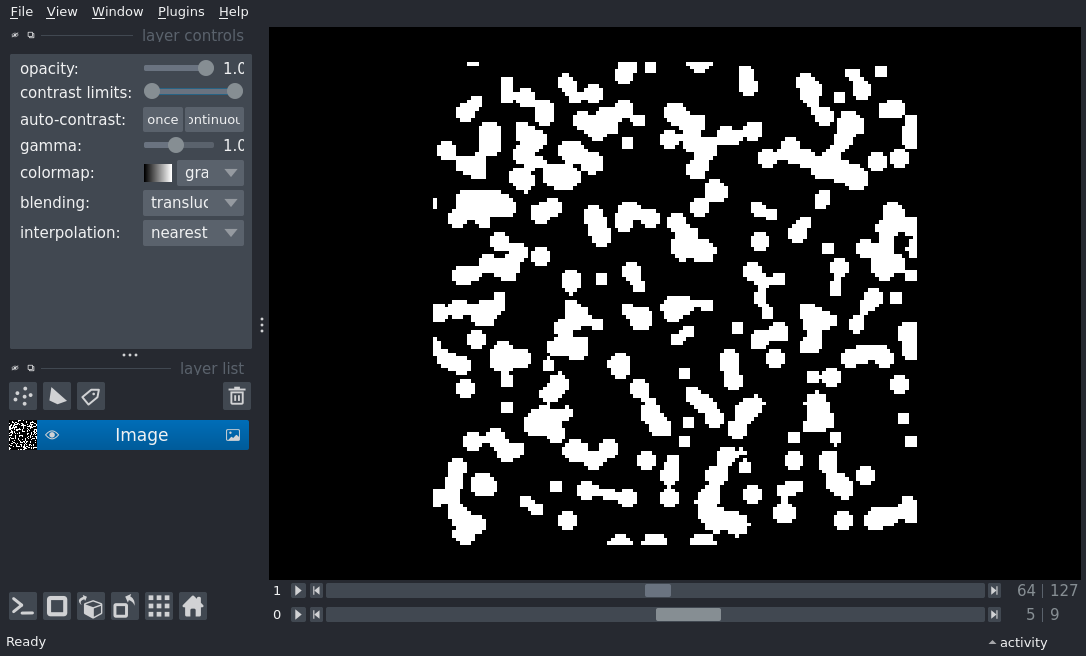 File View Window Plugins Help
layer controls
opacity: 1.0
contrast limits:
auto-contrast: once ontinuou
gamma: 1.0
colormap: gra
blending: transluc
interpolation: nearest
layer list
Image
1 64 | 127
0 5 | 9
Ready activity